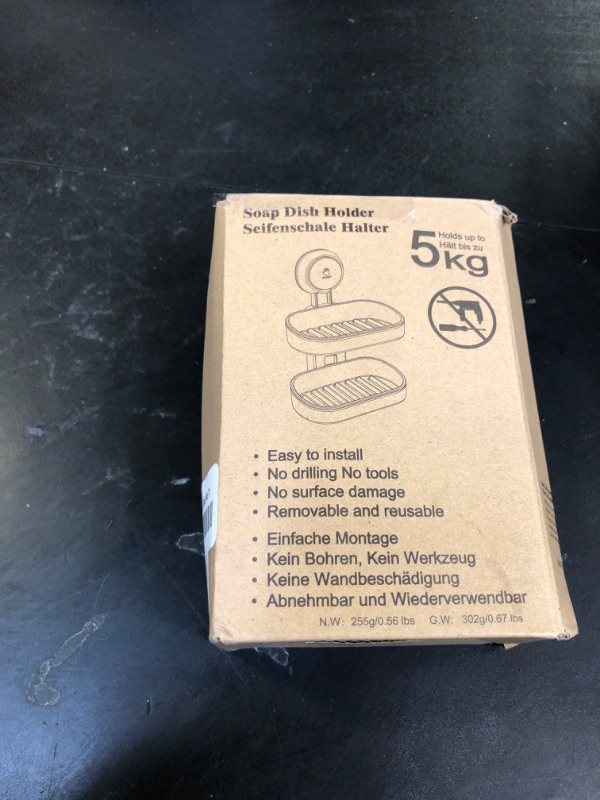 Soap Dish Holder
Seifenschale Halter
Holds up to
Hält bis zu
5kg
• Easy to install
• No drilling No tools
• No surface damage
• Removable and reusable
• Einfache Montage
• Kein Bohren, Kein Werkzeug
• Keine Wandbeschädigung
• Abnehmbar und Wiederverwendbar
N.W: 255g/0.56 lbs G.W: 302g/0.67 lbs